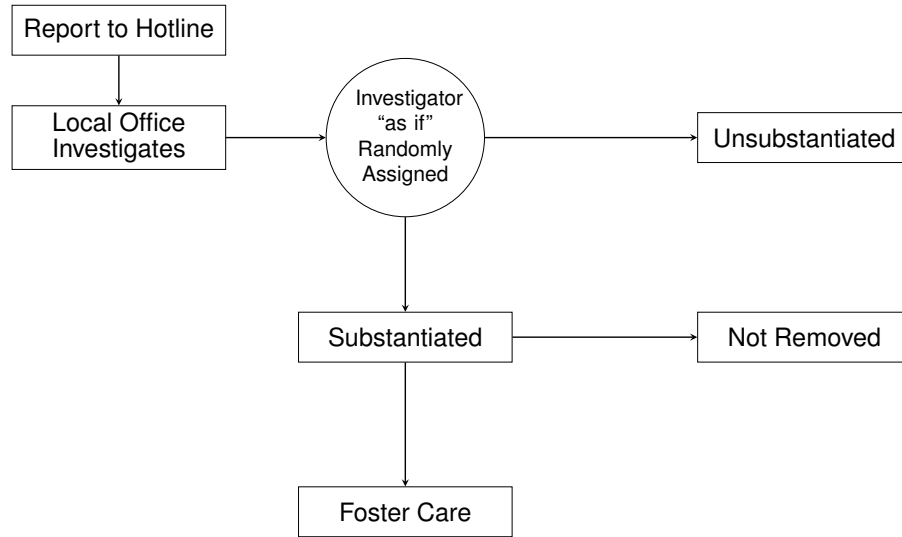 Report to Hotline
Local Office
Investigates
Investigator
“as if”
Randomly
Assigned
Unsubstantiated
Substantiated
Not Removed
Foster Care